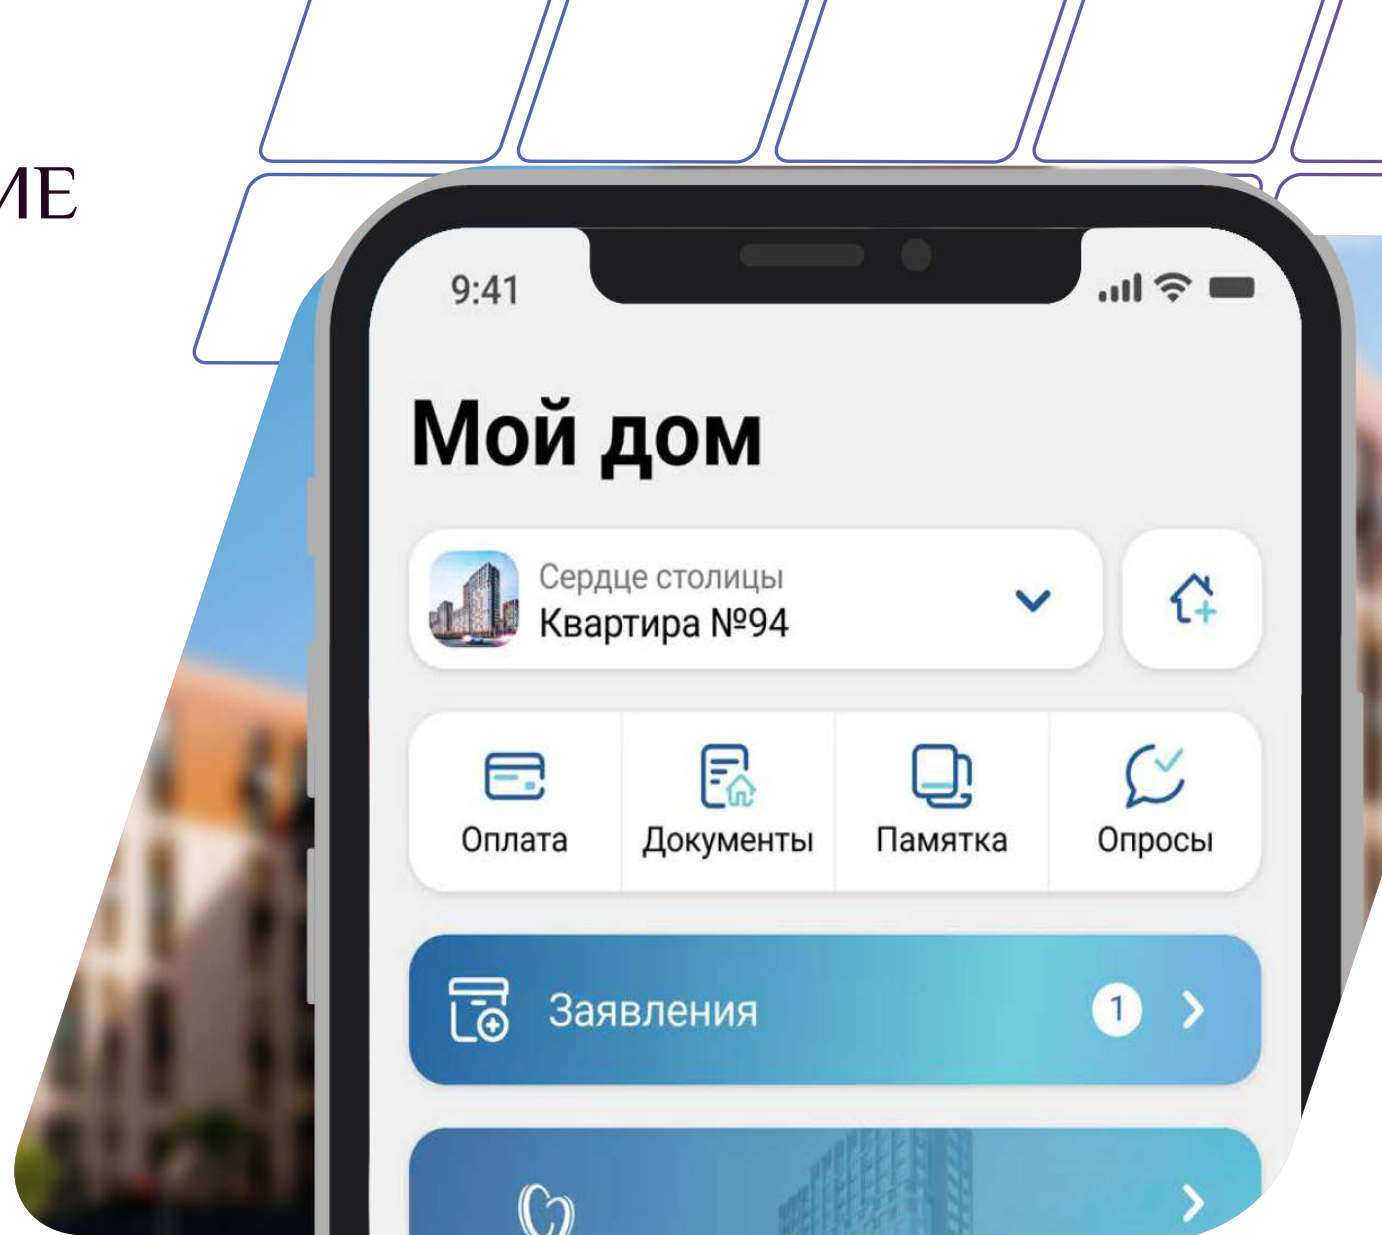 ИЕ
9:41
Мой дом
Сердце столицы
Квартира №94
Оплата
Документы
Памятка
Опросы
Заявления
1